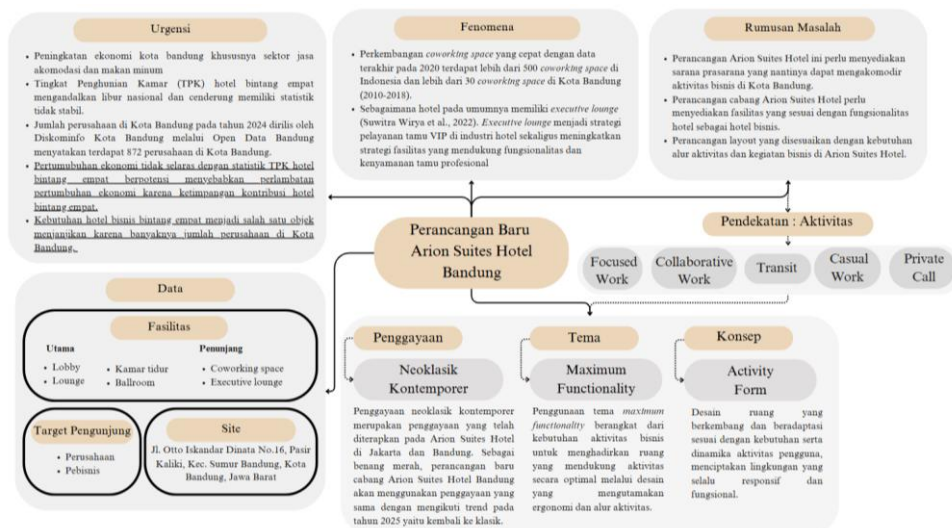 Urgensi
• Peningkatan ekonomi kota bandung khususnya sektor jasa
akomodasi dan makan minum
• Tingkat Penghunian Kamar (TPK) hotel bintang empat
mengandalkan libur nasional dan cenderung memiliki statistik
tidak stabil.
• Jumlah perusahaan di Kota Bandung pada tahun 2024 dirilis oleh
Diskominfo Kota Bandung melalui Open Data Bandung
menyatakan terdapat 872 perusahaan di Kota Bandung.
• Pertumubuhan ekonomi tidak selaras dengan statistik TPK hotel
bintang empat berpotensi menyebabkan perlambatan
pertumbuhan ekonomi karena ketimpangan kontribusi hotel
bintang empat.
• Kebutuhan hotel bisnis bintang empat menjadi salah satu objek
menjanjikan karena banyaknya jumlah perusahaan di Kota
Bandung.
Fenomena
• Perkembangan coworking space yang cepat dengan data
terakhir pada 2020 terdapat lebih dari 500 coworking space di
Indonesia dan lebih dari 30 coworking space di Kota Bandung
(2010-2018).
• Sebagaimana hotel pada umumnya memiliki executive lounge
(Suwitra Wirya et al., 2022). Executive lounge menjadi strategi
pelayanan tamu VIP di industri hotel sekaligus meningkatkan
strategi fasilitas yang mendukung fungsionalitas dan
kenyamanan tamu profesional
Rumusan Masalah
• Perancangan Arion Suites Hotel ini perlu menyediakan
sarana prasarana yang nantinya dapat mengakomodir
aktivitas bisnis di Kota Bandung.
• Perancangan cabang Arion Suites Hotel perlu
menyediakan fasilitas yang sesuai dengan fungsionalitas
hotel sebagai hotel bisnis.
• Perancangan layout yang disesuaikan dengan kebutuhan
alur aktivitas dan kegiatan bisnis di Arion Suites Hotel.
Perancangan Baru
Arion Suites Hotel
Bandung
Pendekatan : Aktivitas
Focused
Work
Collaborative
Work
Transit
Casual
Work
Private
Call
Data
Fasilitas
Utama
• Lobby
• Lounge
• Kamar tidur
• Ballroom
Penunjang
• Coworking space
• Executive lounge
Target Pengunjung
• Perusahaan
• Pebisnis
Site
Jl. Otto Iskandar Dinata No.16, Pasir
Kaliki, Kec. Sumur Bandung, Kota
Bandung, Jawa Barat
Penggayaan
Neoklasik
Kontemporer
Penggayaan neoklasik kontemporer
merupakan penggayaan yang telah
diterapkan pada Arion Suites Hotel
di Jakarta dan Bandung. Sebagai
benang merah, perancangan baru
cabang Arion Suites Hotel Bandung
akan menggunakan penggayaan yang
sama dengan mengikuti trend pada
tahun 2025 yaitu kembali ke klasik.
Tema
Maximum
Functionality
Penggunaan tema maximum
functionality berangkat dari
kebutuhan aktivitas bisnis
untuk menghadirkan ruang
yang mendukung aktivitas
secara optimal melalui desain
yang mengutamakan
ergonomi dan alur aktivitas.
Konsep
Activity
Form
Desain ruang yang
berkembang dan beradaptasi
sesuai dengan kebutuhan serta
dinamika aktivitas pengguna,
menciptakan lingkungan yang
selalu responsif dan
fungsional.